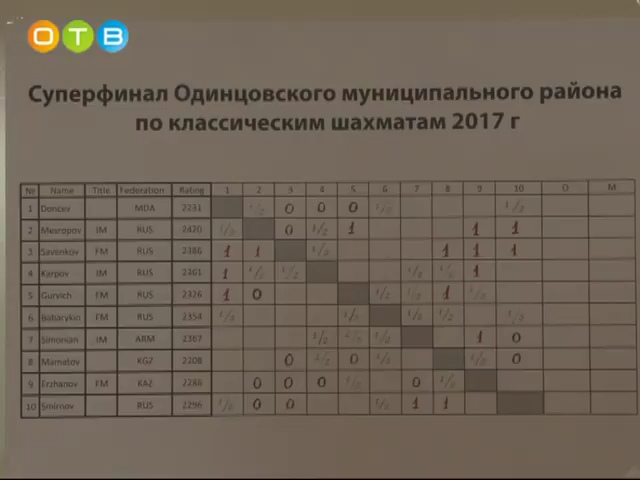 ОТВ
Суперфинал Одинцовского муниципального района
по классическим шахматам 2017 г
№ Name Title Federation Rating 1 2 3 4 5 6 7 8 9 10 О М
1 Doncev MDA 2231 1/2 0 0 0 1/2 1/2
2 Mesropov IM RUS 2420 1/2 0 1/2 1 1 1
3 Savenkov FM RUS 1 1 1/2 1 1 1
4 Karpov IM RUS 1 1/2 1/2 1/2 1/2 1
5 Gurvich FM RUS 2326 1 0 1/2 1/2 1 1/2
6 Babarykin FM RUS 2354 1/2 1/2 1/2 1/2 1/2
7 Simonian IM ARM 2367 1/2 1/2 1/2 1 0
8 Mamatov KGZ 2208 0 1/2 0 1/2 1/2 0
9 Erzhanov FM KAZ 0 0 0 1/2 0 1/2
10 Smirnov RUS 2296 1/2 0 0 1/2 1 1